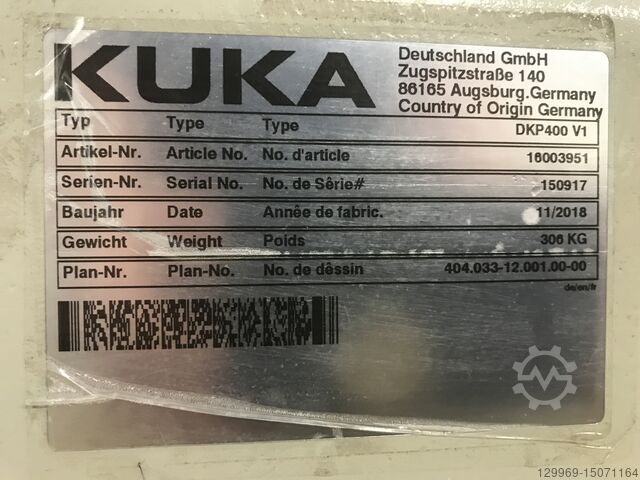 KUKA
Deutschland GmbH
Zugspitzstraße 140
86165 Augsburg.Germany
Country of Origin Germany
Typ Type Type DKP400 V1
Artikel-Nr. Article No. No. d'article 16003951
Serien-Nr. Serial No. No. de Sêrie# 150917
Baujahr Date Annêe de fabric. 11/2018
Gewicht Weight Poids 306 KG
Plan-Nr. Plan-No. No. de dêssin 404.033-12.001.00-00
de/en/fr
129969-15071164